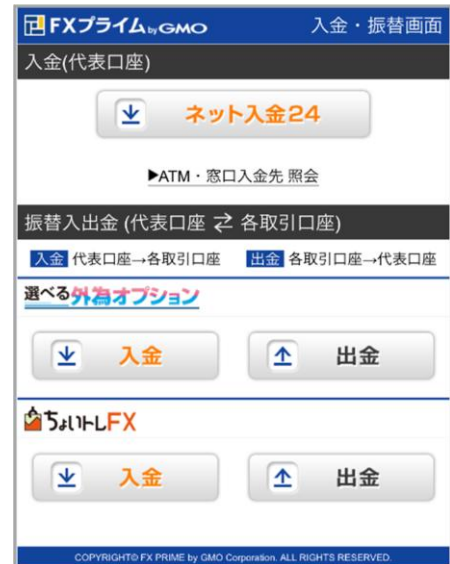 FXプライム by GMO 入金・振替画面
入金(代表口座)
ネット入金24
▶ATM・窓口入金先 照会
振替入出金 (代表口座 ⇄ 各取引口座)
入金 代表口座→各取引口座 出金 各取引口座→代表口座
選べる外為オプション
入金 出金
ちょいトレFX
入金 出金
COPYRIGHT© FX PRIME by GMO Corporation. ALL RIGHTS RESERVED.